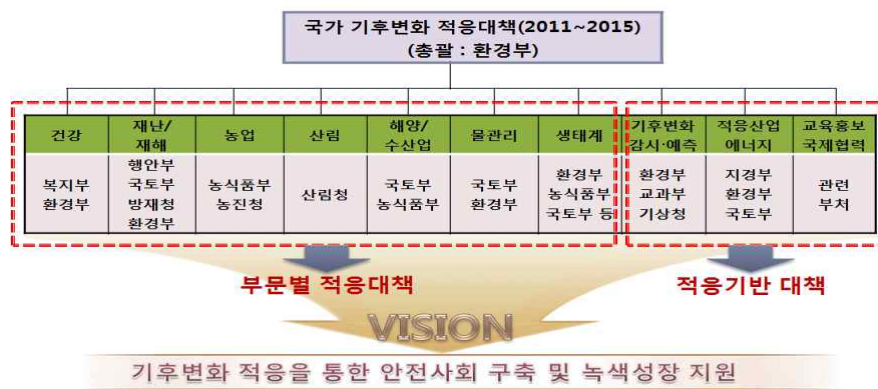 국가 기후변화 적응대책(2011~2015)
(총괄 : 환경부)
건강
재난/
재해
농업
산림
해양/
수산업
물관리
생태계
기후변화
감시·예측
적응산업
에너지
교육홍보
국제협력
복지부
환경부
행안부
국토부
방재청
환경부
농식품부
농진청
산림청
국토부
농식품부
국토부
환경부
환경부
농식품부
국토부 등
환경부
교과부
기상청
지경부
환경부
국토부
관련
부처
부문별 적응대책
적응기반 대책
VISION
기후변화 적응을 통한 안전사회 구축 및 녹색성장 지원